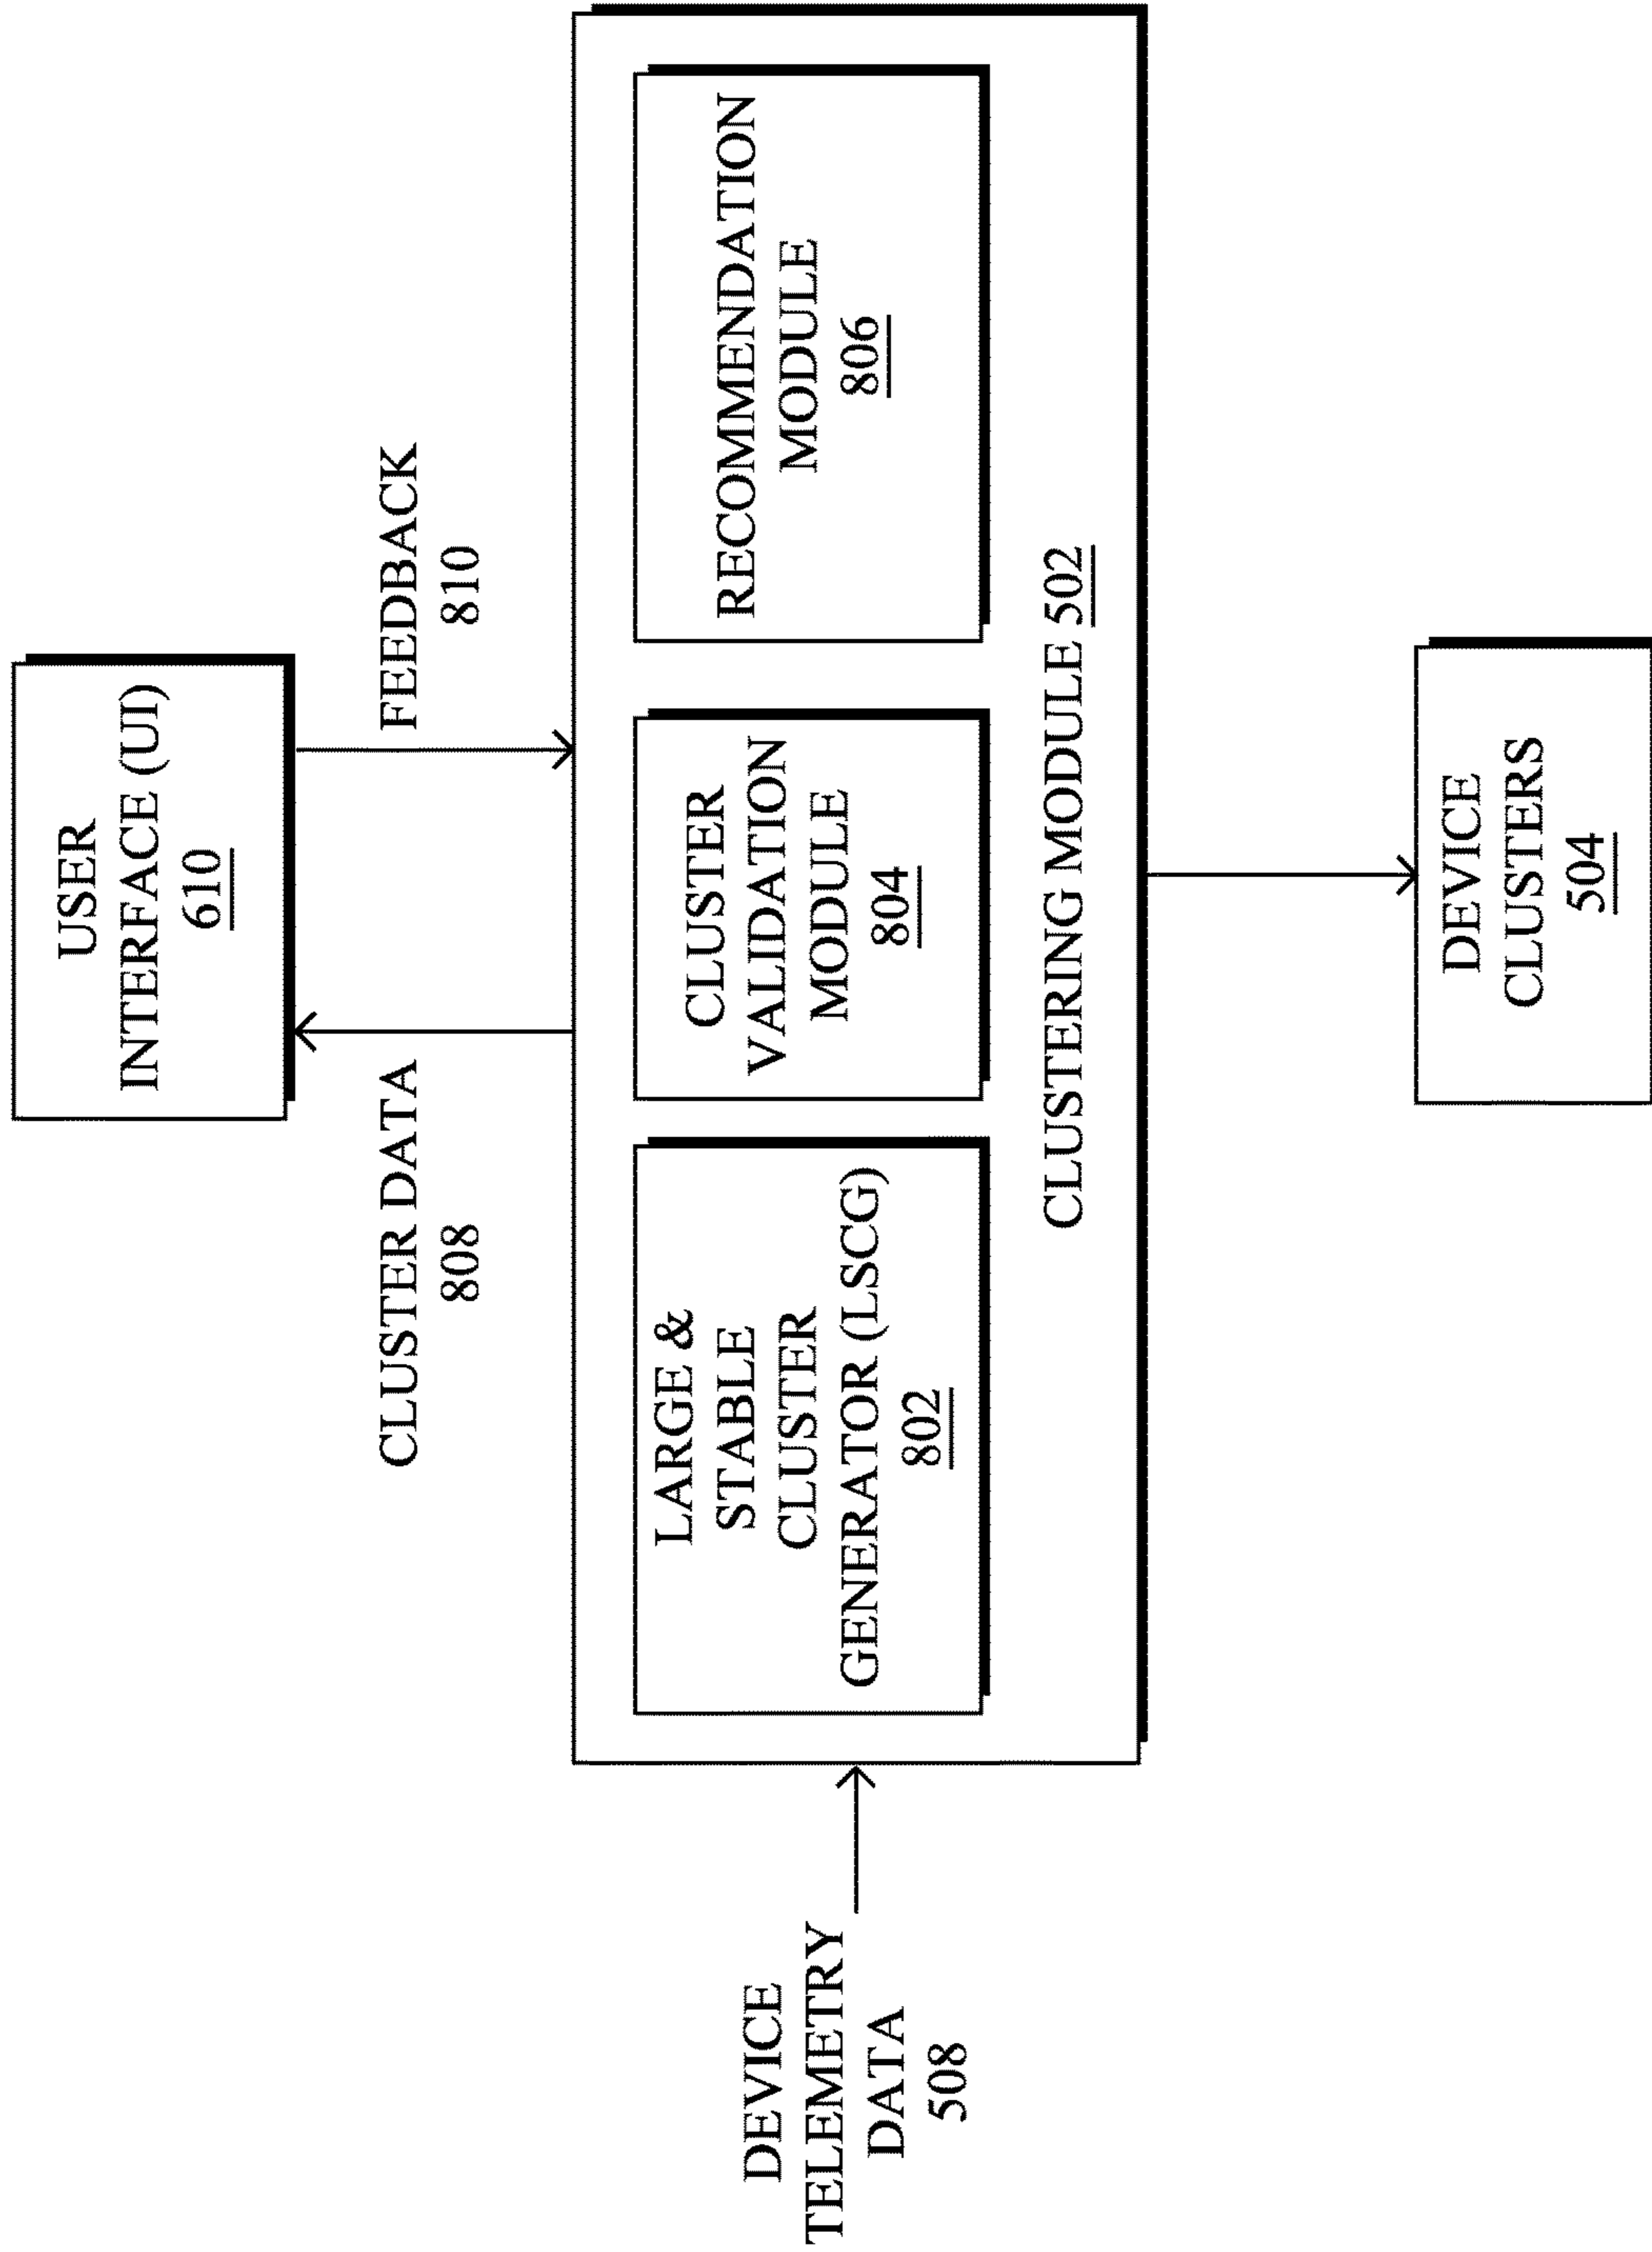 USER
INTERFACE (UI)
610
CLUSTER DATA
808
FEEDBACK
810
DEVICE
TELEMETRY
DATA
508
LARGE &
STABLE
CLUSTER
GENERATOR (LSCG)
802
CLUSTER
VALIDATION
MODULE
804
RECOMMENDATION
MODULE
806
CLUSTERING MODULE 502
DEVICE
CLUSTERS
504